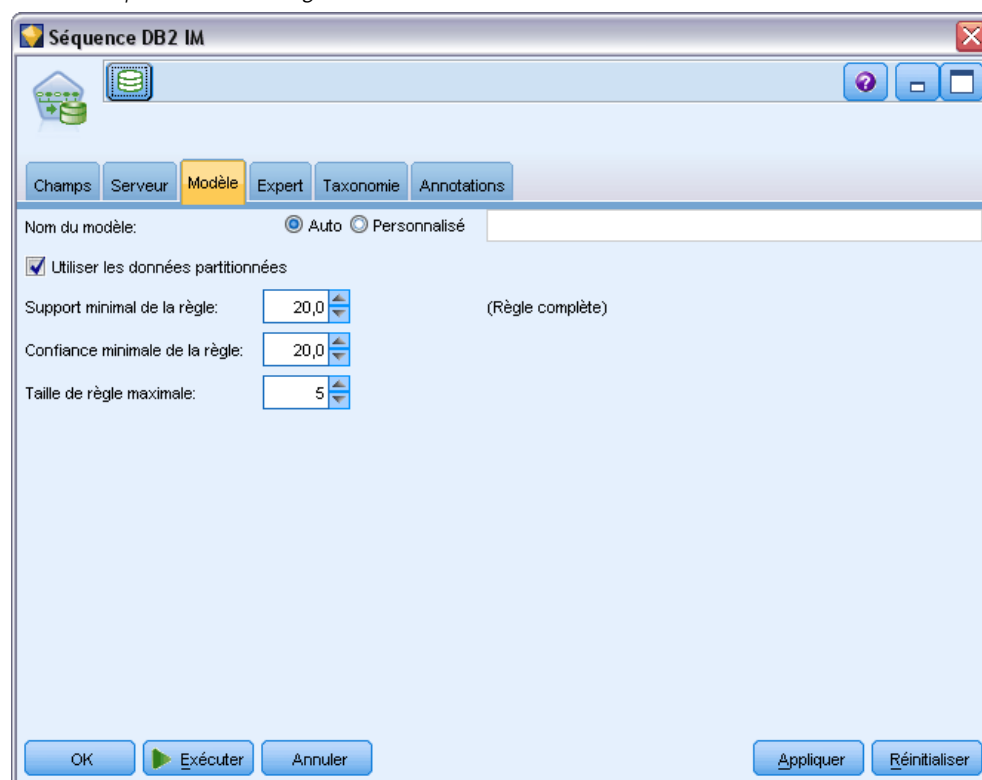 Séquence DB2 IM
Champs Serveur Modèle Expert Taxonomie Annotations
Nom du modèle: Auto Personnalisé
Utiliser les données partitionnées
Support minimal de la règle: 20,0 (Règle complète)
Confiance minimale de la règle: 20,0
Taille de règle maximale: 5
OK Exécuter Annuler Appliquer Réinitialiser